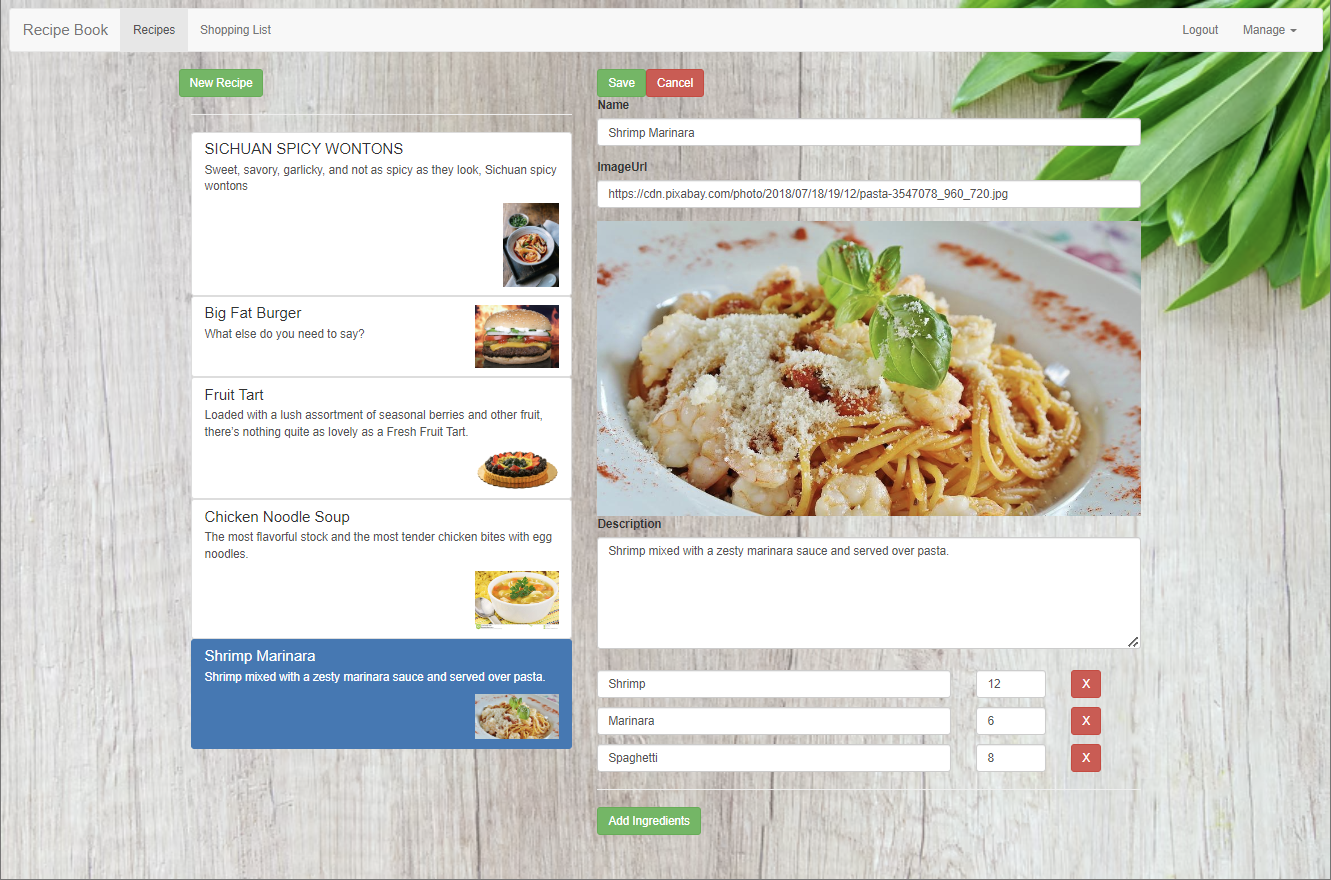 Recipe Book
Recipes
Shopping List
Logout
Manage
New Recipe
SICHUAN SPICY WONTONS
Sweet, savory, garlicky, and not as spicy as they look, Sichuan spicy
wontons
Big Fat Burger
What else do you need to say?
Fruit Tart
Loaded with a lush assortment of seasonal berries and other fruit,
there's nothing quite as lovely as a Fresh Fruit Tart.
Chicken Noodle Soup
The most flavorful stock and the most tender chicken bites with egg
noodles.
Shrimp Marinara
Shrimp mixed with a zesty marinara sauce and served over pasta.
Save
Cancel
Name
Shrimp Marinara
ImageUrl
https://cdn.pixabay.com/photo/2018/07/18/19/12/pasta-3547078_960_720.jpg
Description
Shrimp mixed with a zesty marinara sauce and served over pasta.
Shrimp 12 X
Marinara 6 X
Spaghetti 8 X
Add Ingredients